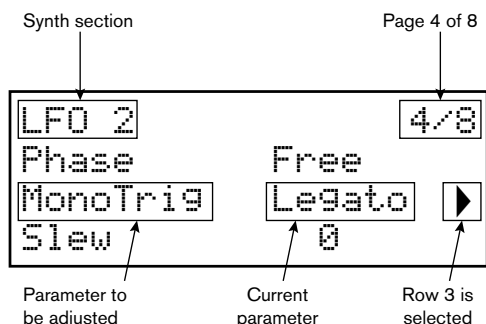 Synth section
Page 4 of 8
LFO 2
4/8
Phase
Free
MonoTrig
Legato
Slew
0
Parameter to
be adjusted
Current
parameter
Row 3 is
selected